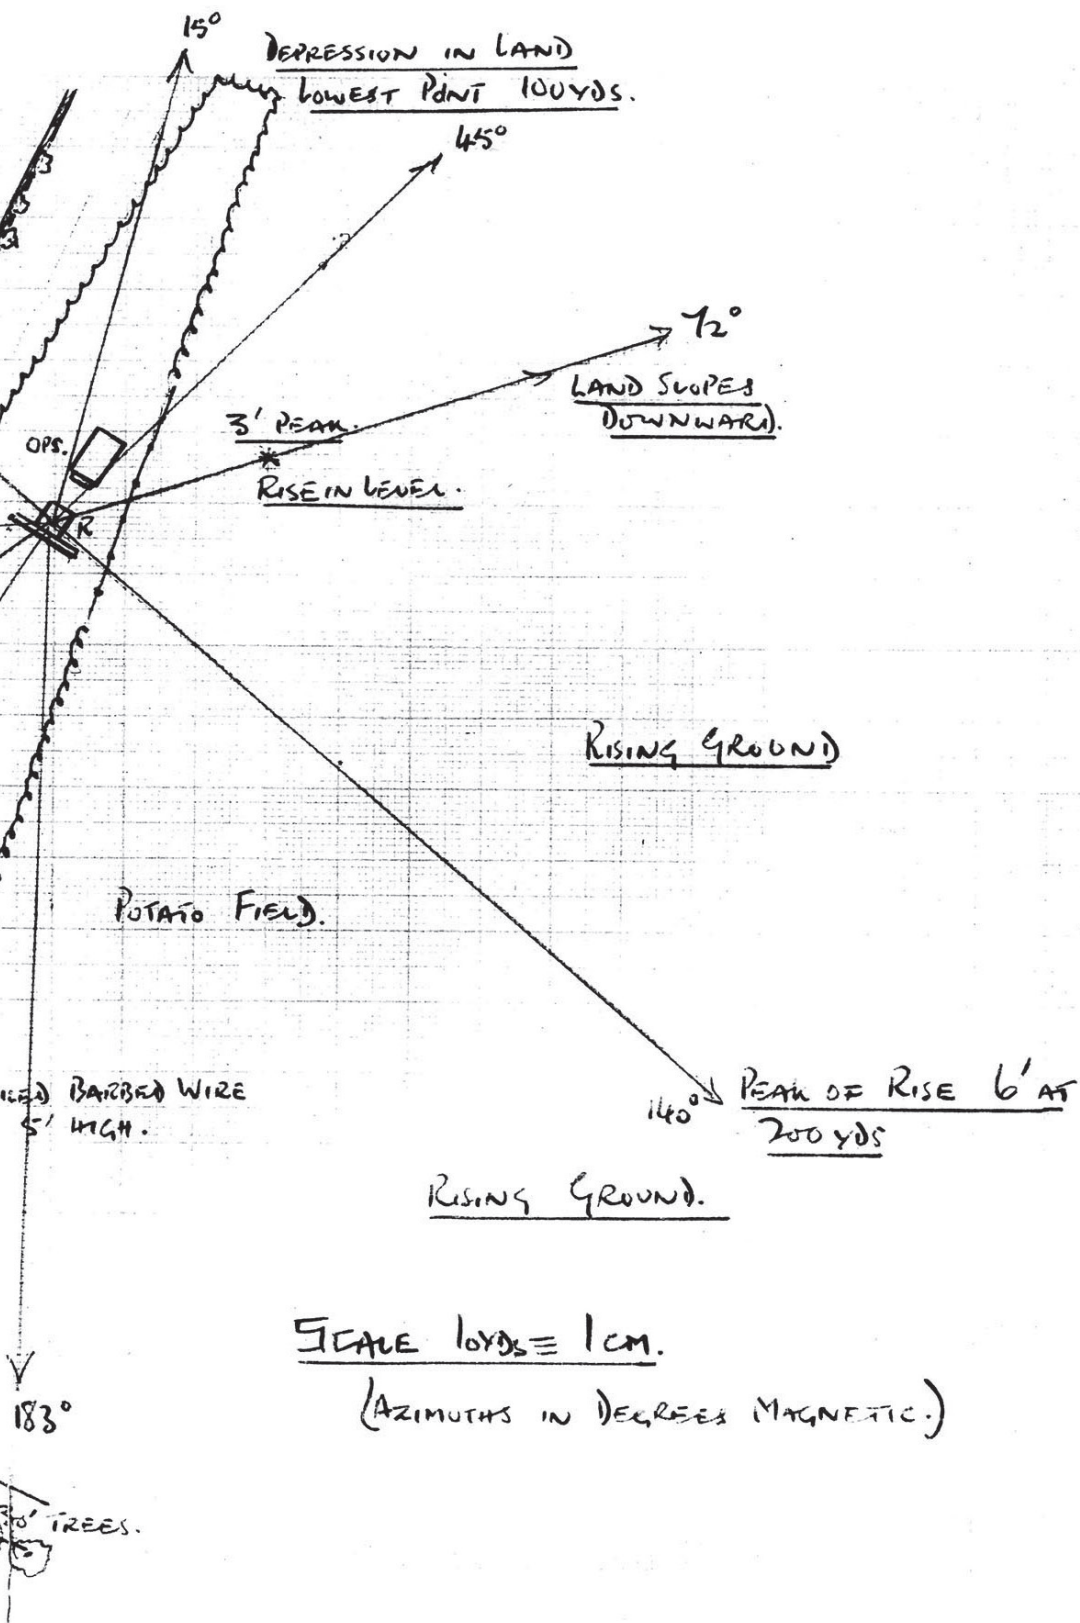 15°
DEPRESSION IN LAND
LOWEST POINT 100YDS.
45°
72°
LAND SLOPES
DOWNWARD.
3' PEAK.
OPS.
RISE IN LEVEL.
R
RISING GROUND
POTATO FIELD.
BARBED WIRE
5' HIGH.
140°
PEAK OF RISE 6' AT
200 YDS
RISING GROUND.
SCALE 10YDS ≡ 1CM.
(AZIMUTHS IN DEGREES MAGNETIC.)
183°
TREES.